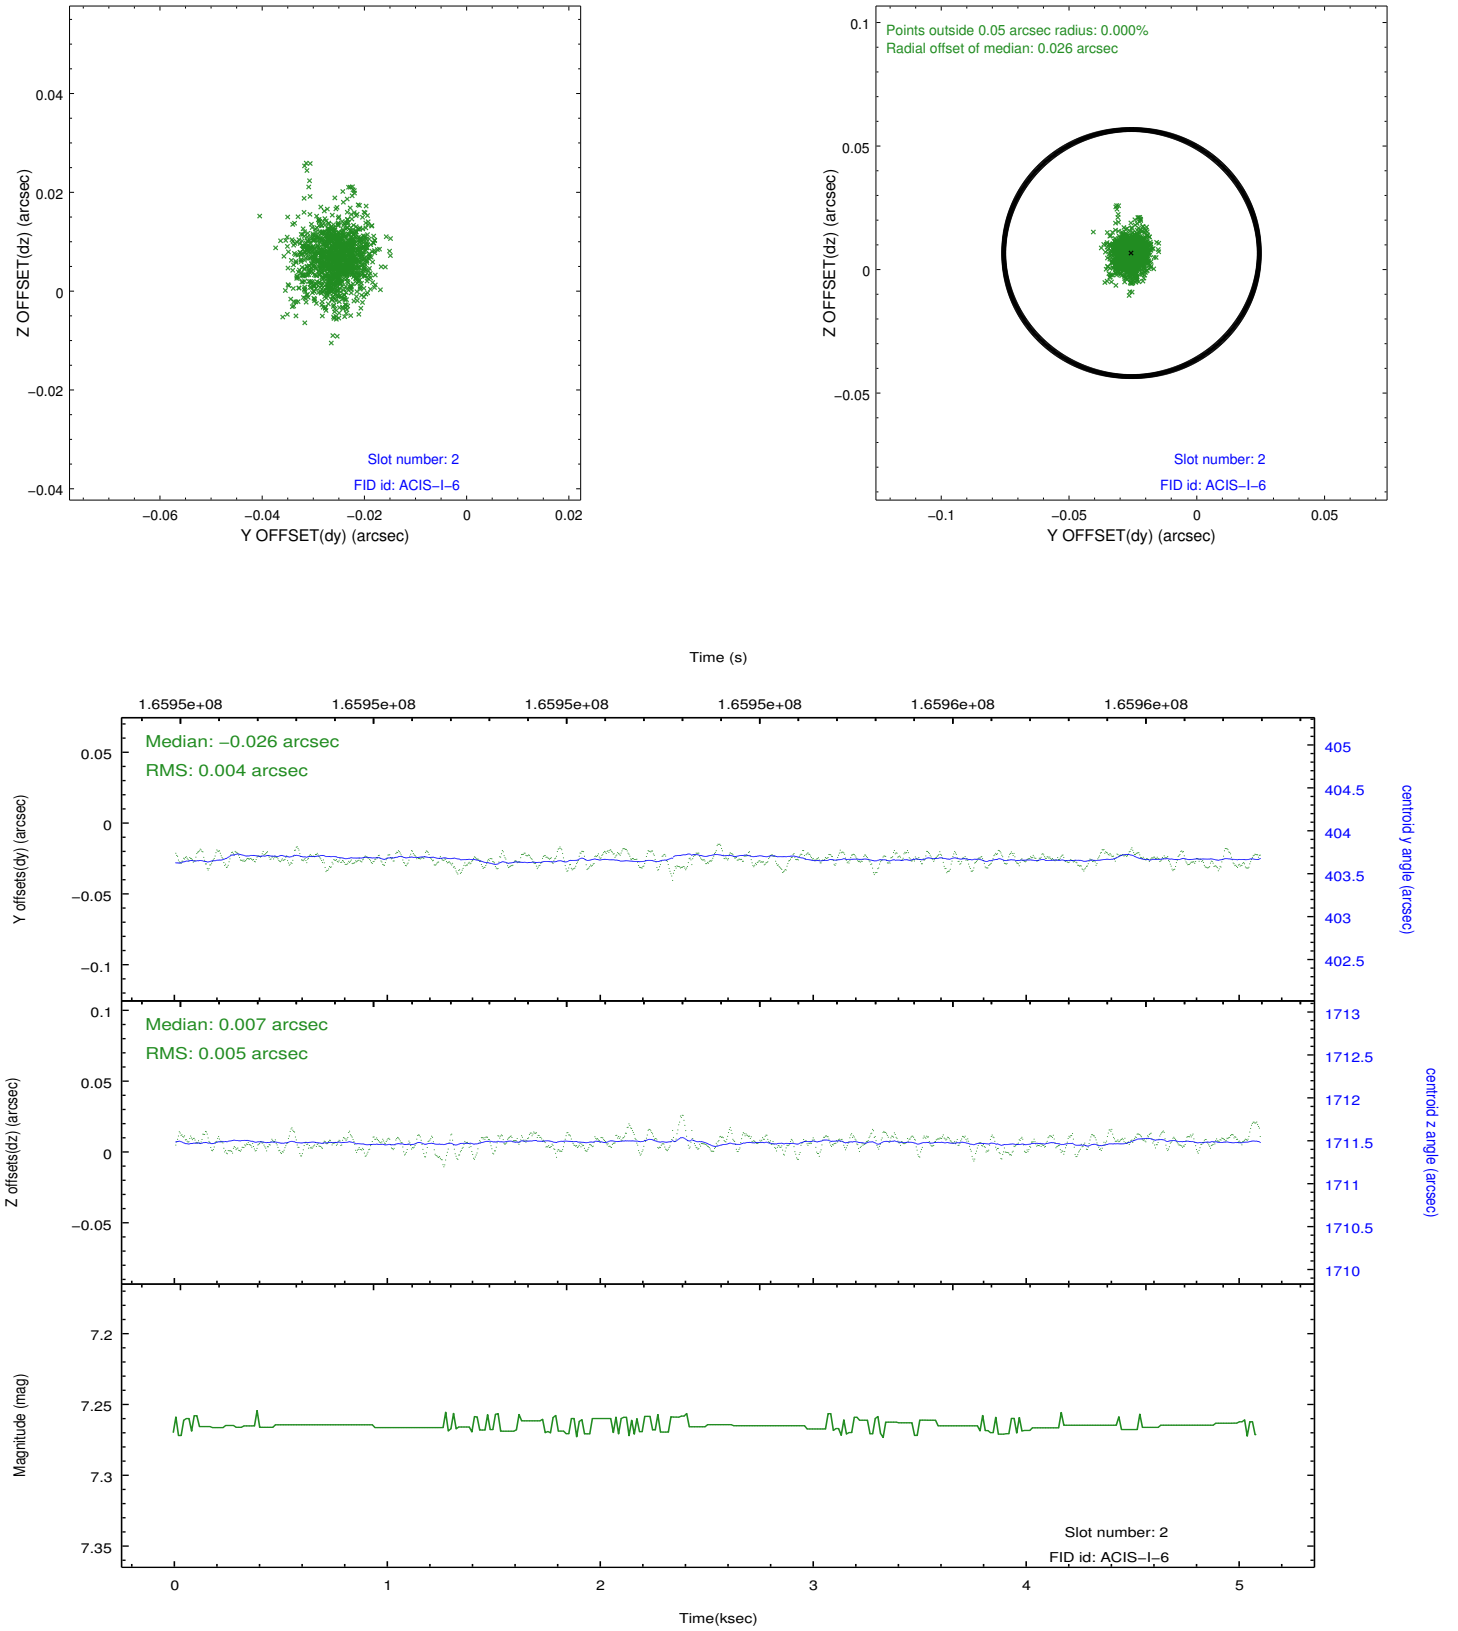 0.04
0.02
0
−0.02
−0.04
Z OFFSET(dz) (arcsec)
Slot number: 2
FID id: ACIS−I−6
−0.06
−0.04
−0.02
0
0.02
Y OFFSET(dy) (arcsec)
Points outside 0.05 arcsec radius: 0.000%
Radial offset of median: 0.026 arcsec
0.1
0.05
0
−0.05
Z OFFSET(dz) (arcsec)
Slot number: 2
FID id: ACIS−I−6
−0.1
−0.05
0
0.05
Y OFFSET(dy) (arcsec)
Time (s)
1.6595e+08
1.6595e+08
1.6595e+08
1.6595e+08
1.6596e+08
1.6596e+08
Median: −0.026 arcsec
RMS: 0.004 arcsec
0.05
0
−0.05
−0.1
Y offsets(dy) (arcsec)
405
404.5
404
403.5
403
402.5
centroid y angle (arcsec)
Median: 0.007 arcsec
RMS: 0.005 arcsec
0.1
0.05
0
−0.05
Z offsets(dz) (arcsec)
1713
1712.5
1712
1711.5
1711
1710.5
1710
centroid z angle (arcsec)
7.2
7.25
7.3
7.35
Magnitude (mag)
Slot number: 2
FID id: ACIS−I−6
0
1
2
3
4
5
Time(ksec)